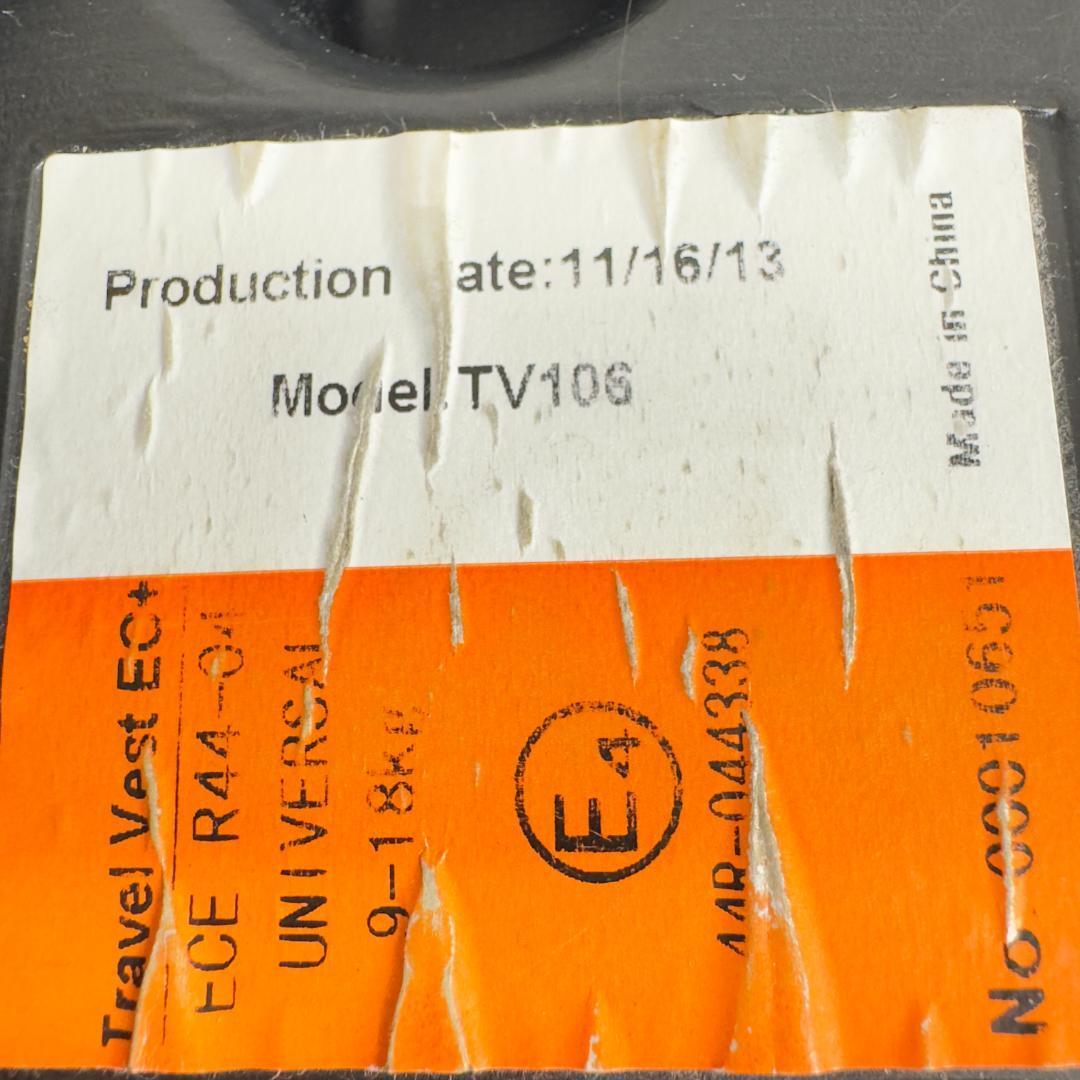 Production ate:11/16/13
Model:TV106
Made in China
Travel Vest EC+
ECE R44-04
UNIVERSAL
9-18kg
E4
44R-044338
No 0010651